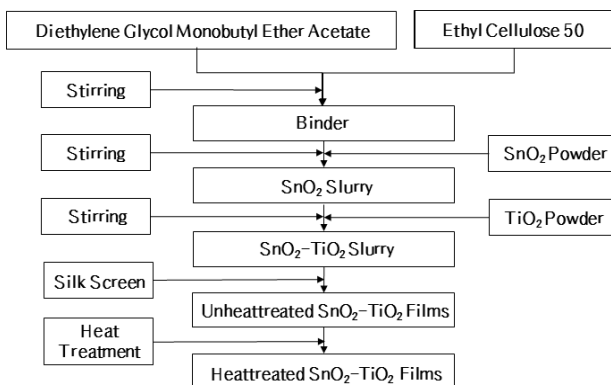 Diethylene Glycol Monobutyl Ether Acetate
Ethyl Cellulose 50
Stirring
Binder
Stirring
SnO₂ Powder
SnO₂ Slurry
Stirring
TiO₂ Powder
SnO₂-TiO₂ Slurry
Silk Screen
Unheattreated SnO₂-TiO₂ Films
Heat
Treatment
Heattreated SnO₂-TiO₂ Films